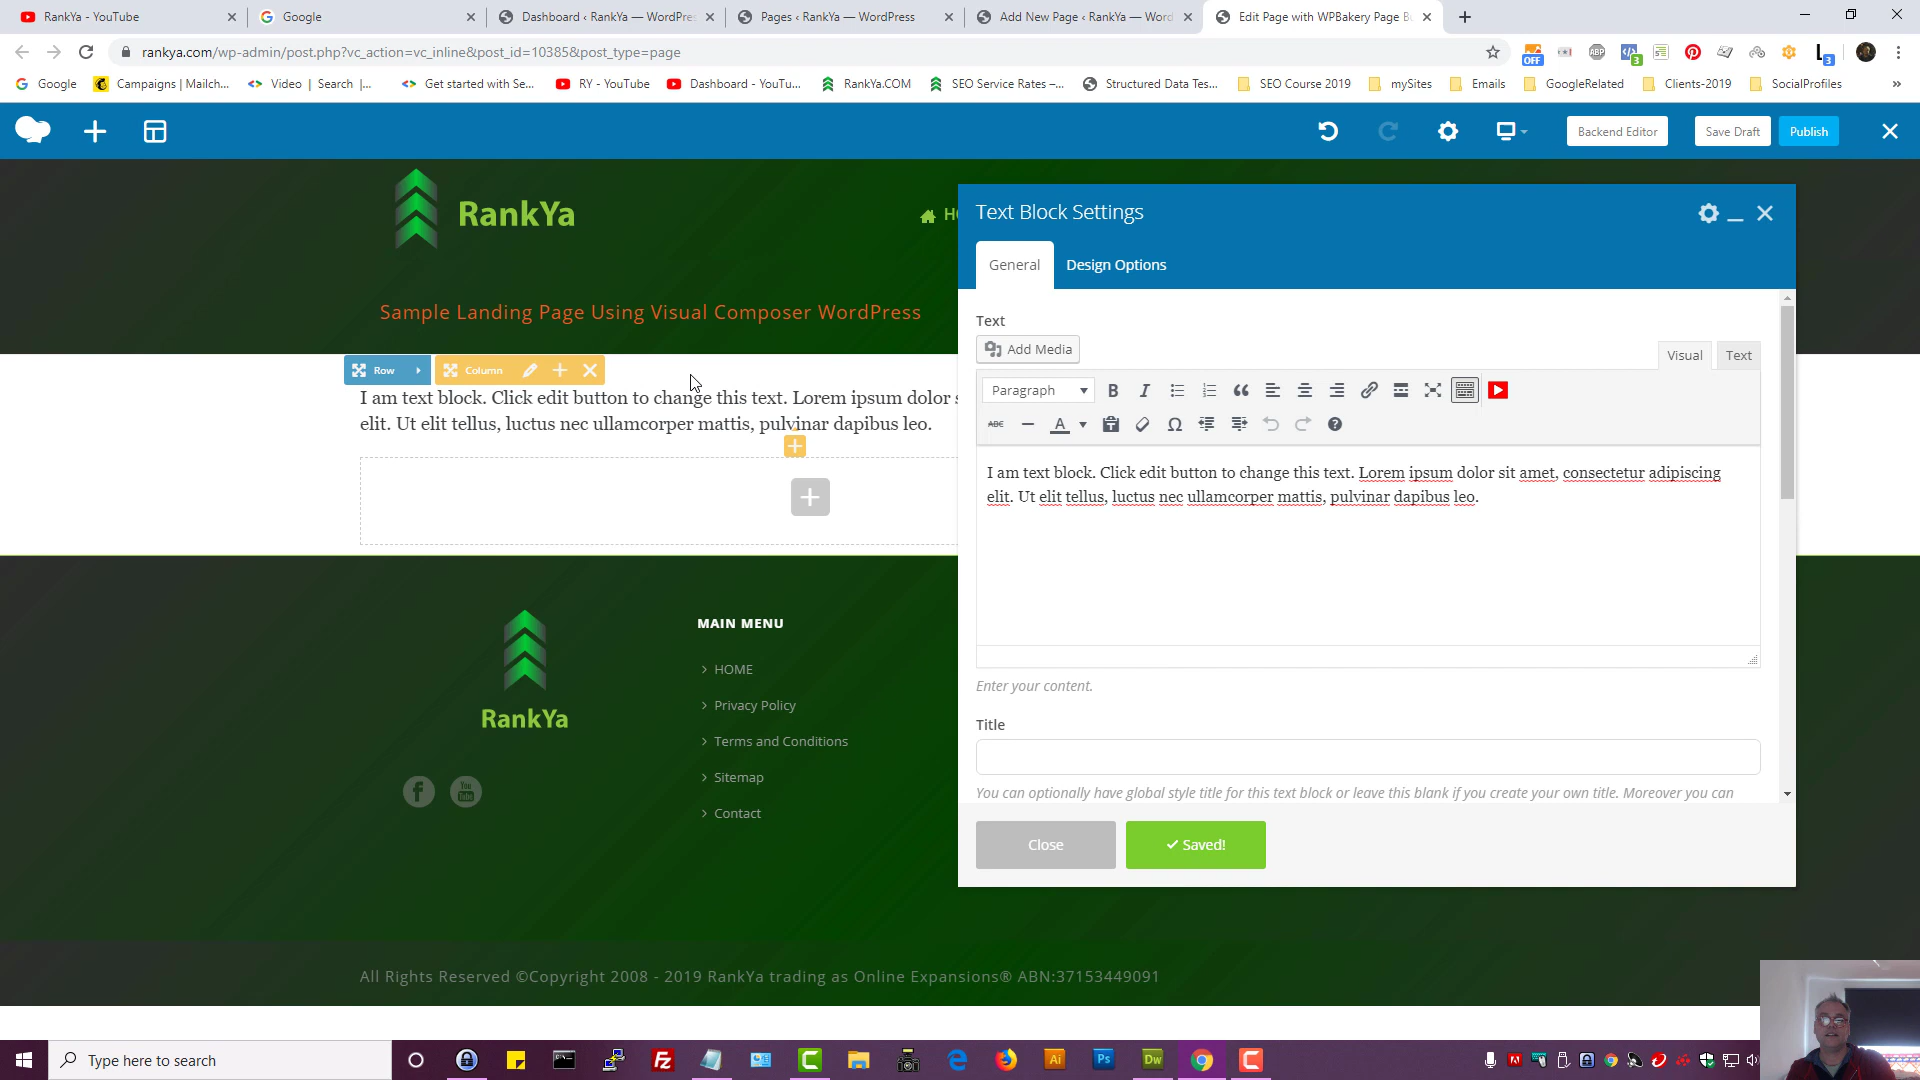 RankYa - YouTube
Google
Dashboard ‹ RankYa — WordPre
Pages ‹ RankYa — WordPress
Add New Page ‹ RankYa — Word
Edit Page with WPBakery Page B
rankya.com/wp-admin/post.php?vc_action=vc_inline&post_id=10385&post_type=page
OFF
ABP
3
3
Google
Campaigns | Mailch...
Video | Search |...
Get started with Se...
RY - YouTube
Dashboard - YouTu...
RankYa.COM
SEO Service Rates –...
Structured Data Tes...
SEO Course 2019
mySites
Emails
GoogleRelated
Clients-2019
SocialProfiles
»
Backend Editor
Save Draft
Publish
RankYa
Sample Landing Page Using Visual Composer WordPress
Row
Column
I am text block. Click edit button to change this text. Lorem ipsum dolor
elit. Ut elit tellus, luctus nec ullamcorper mattis, pulvinar dapibus leo.
Text Block Settings
General
Design Options
Text
Add Media
Visual
Text
Paragraph
B
I
ABC
A
Ω
I am text block. Click edit button to change this text. Lorem ipsum dolor sit amet, consectetur adipiscing
elit. Ut elit tellus, luctus nec ullamcorper mattis, pulvinar dapibus leo.
Enter your content.
Title
You can optionally have global style title for this text block or leave this blank if you create your own title. Moreover you can
Close
Saved!
RankYa
MAIN MENU
HOME
Privacy Policy
Terms and Conditions
Sitemap
Contact
All Rights Reserved ©Copyright 2008 - 2019 RankYa trading as Online Expansions® ABN:37153449091
Type here to search
Fz
Ai
Ps
Dw